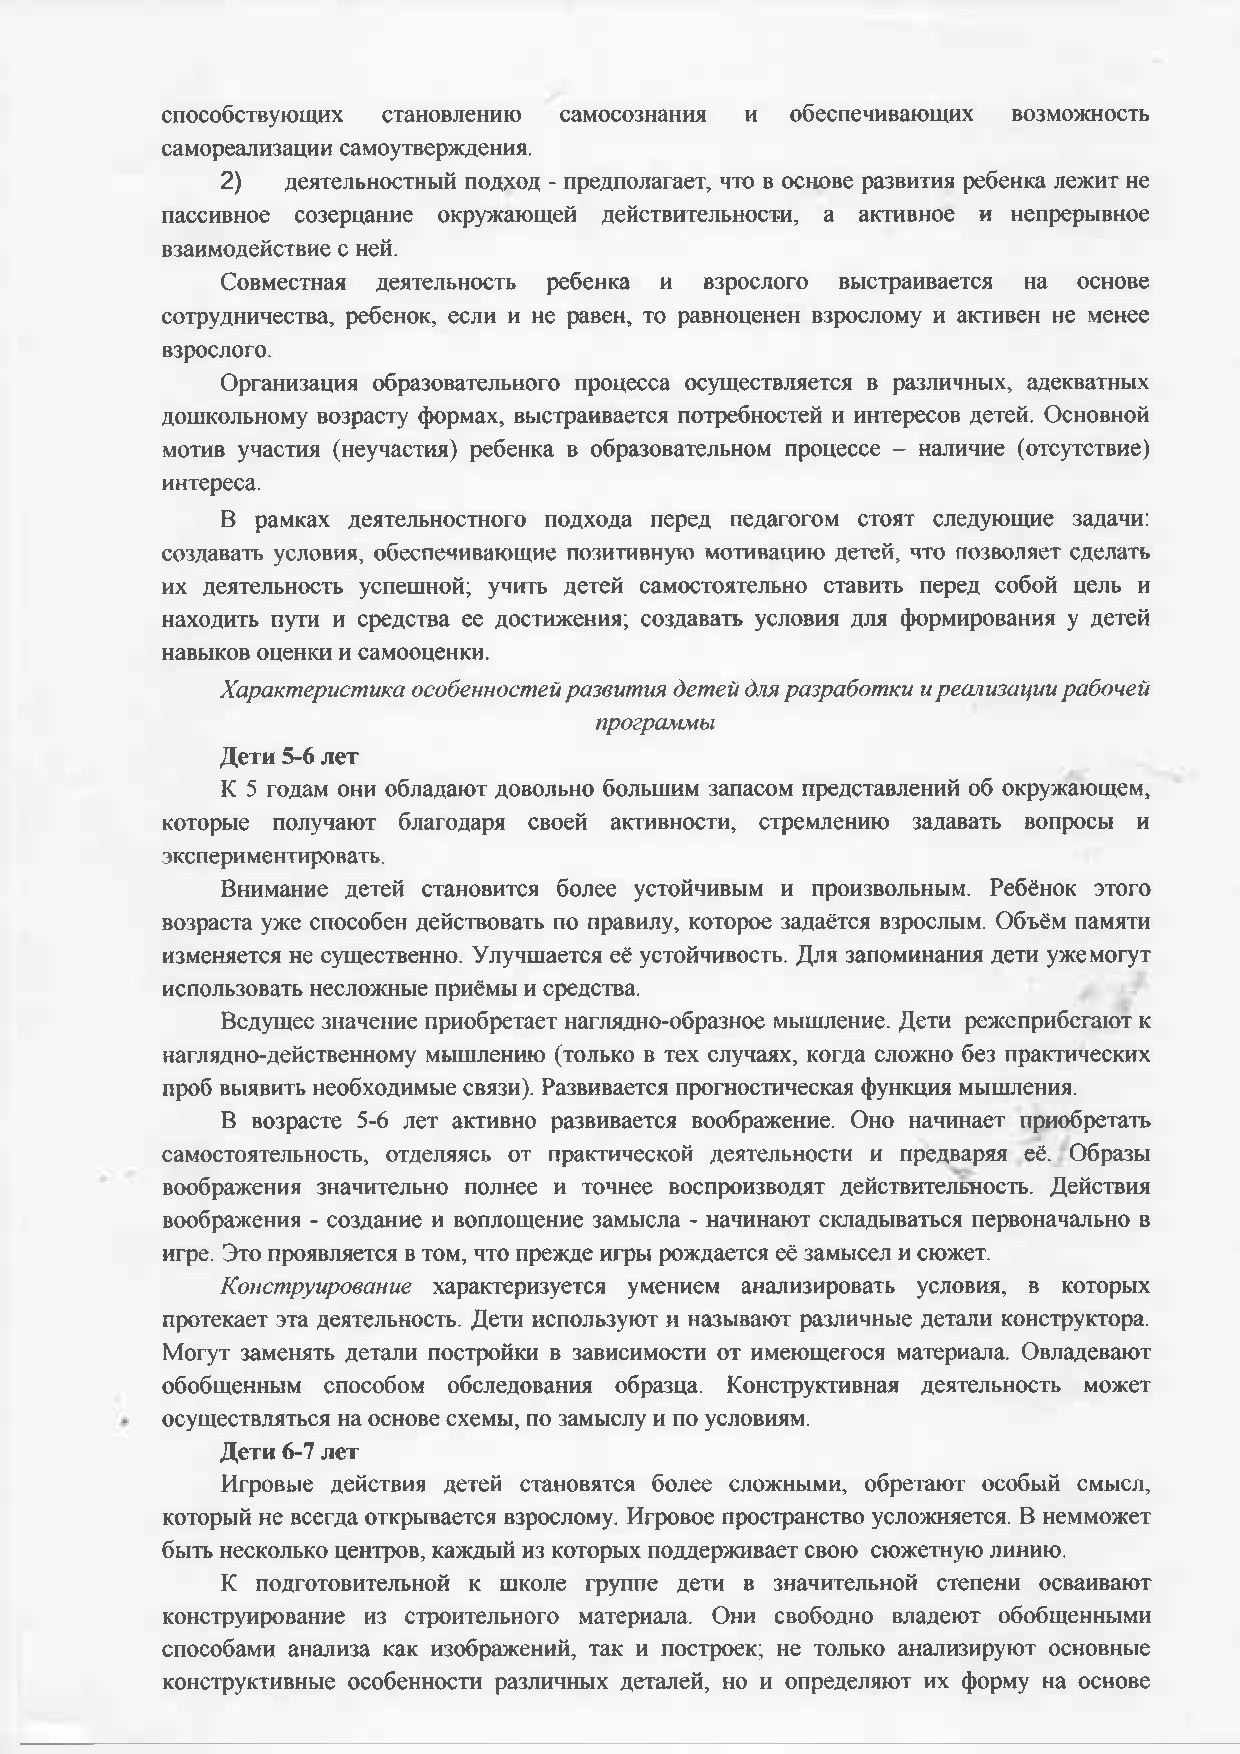 способствующих становлению самосознания и обеспечивающих возможность
самореализации самоутверждения.
2) деятельностный подход - предполагает, что в основе развития ребенка лежит не
пассивное созерцание окружающей действительности, а активное и непрерывное
взаимодействие с ней.
Совместная деятельность ребенка и взрослого выстраивается на основе
сотрудничества, ребенок, если и не равен, то равноценен взрослому и активен не менее
взрослого.
Организация образовательного процесса осуществляется в различных, адекватных
дошкольному возрасту формах, выстраивается потребностей и интересов детей. Основной
мотив участия (неучастия) ребенка в образовательном процессе – наличие (отсутствие)
интереса.
В рамках деятельностного подхода перед педагогом стоят следующие задачи:
создавать условия, обеспечивающие позитивную мотивацию детей, что позволяет сделать
их деятельность успешной; учить детей самостоятельно ставить перед собой цель и
находить пути и средства ее достижения; создавать условия для формирования у детей
навыков оценки и самооценки.
Характеристика особенностей развития детей для разработки и реализации рабочей
программы
Дети 5-6 лет
К 5 годам они обладают довольно большим запасом представлений об окружающем,
которые получают благодаря своей активности, стремлению задавать вопросы и
экспериментировать.
Внимание детей становится более устойчивым и произвольным. Ребёнок этого
возраста уже способен действовать по правилу, которое задаётся взрослым. Объём памяти
изменяется не существенно. Улучшается её устойчивость. Для запоминания дети ужемогут
использовать несложные приёмы и средства.
Ведущее значение приобретает наглядно-образное мышление. Дети режеприбегают к
наглядно-действенному мышлению (только в тех случаях, когда сложно без практических
проб выявить необходимые связи). Развивается прогностическая функция мышления.
В возрасте 5-6 лет активно развивается воображение. Оно начинает приобретать
самостоятельность, отделяясь от практической деятельности и предваряя её. Образы
воображения значительно полнее и точнее воспроизводят действительность. Действия
воображения - создание и воплощение замысла - начинают складываться первоначально в
игре. Это проявляется в том, что прежде игры рождается её замысел и сюжет.
Конструирование характеризуется умением анализировать условия, в которых
протекает эта деятельность. Дети используют и называют различные детали конструктора.
Могут заменять детали постройки в зависимости от имеющегося материала. Овладевают
обобщенным способом обследования образца. Конструктивная деятельность может
осуществляться на основе схемы, по замыслу и по условиям.
Дети 6-7 лет
Игровые действия детей становятся более сложными, обретают особый смысл,
который не всегда открывается взрослому. Игровое пространство усложняется. В немможет
быть несколько центров, каждый из которых поддерживает свою сюжетную линию.
К подготовительной к школе группе дети в значительной степени осваивают
конструирование из строительного материала. Они свободно владеют обобщенными
способами анализа как изображений, так и построек; не только анализируют основные
конструктивные особенности различных деталей, но и определяют их форму на основе